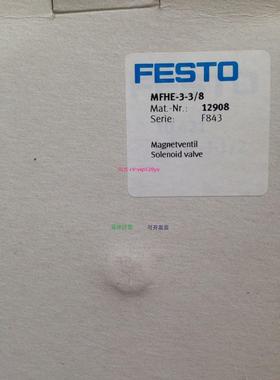 FESTO
MFHE-3-3/8
Mat.-Nr.: 12908
Serie: F843
Magnetventil
Solenoid valve